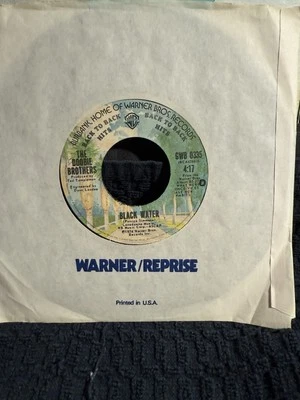 BURBANK, HOME OF WARNER BROS. RECORDS
BACK TO BACK HITS
BACK TO BACK HITS
THE DOOBIE BROTHERS
GWB 0335
4:17
BLACK WATER
WARNER/REPRISE
Printed in U.S.A.